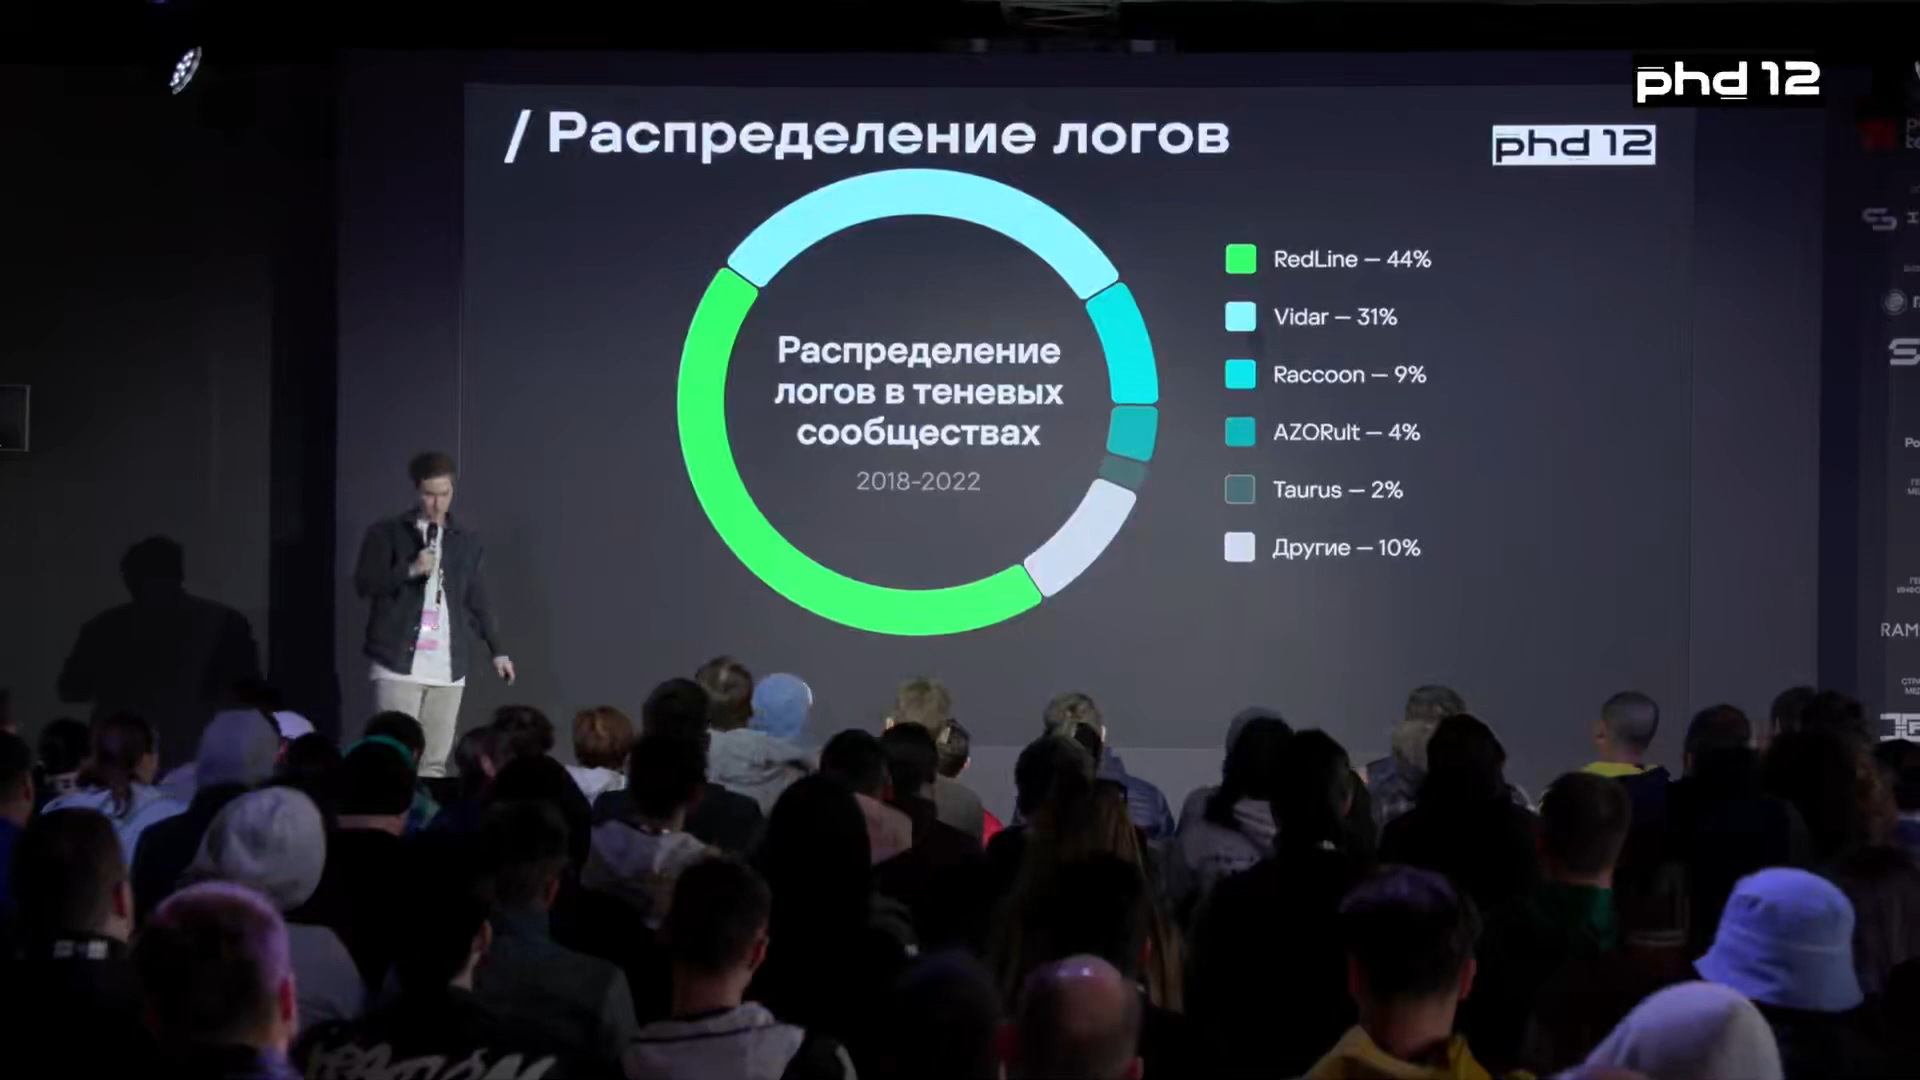 phd 12
/ Распределение логов
phd 12
Распределение
логов в теневых
сообществах
2018-2022
RedLine — 44%
Vidar — 31%
Raccoon — 9%
AZORult — 4%
Taurus — 2%
Другие — 10%